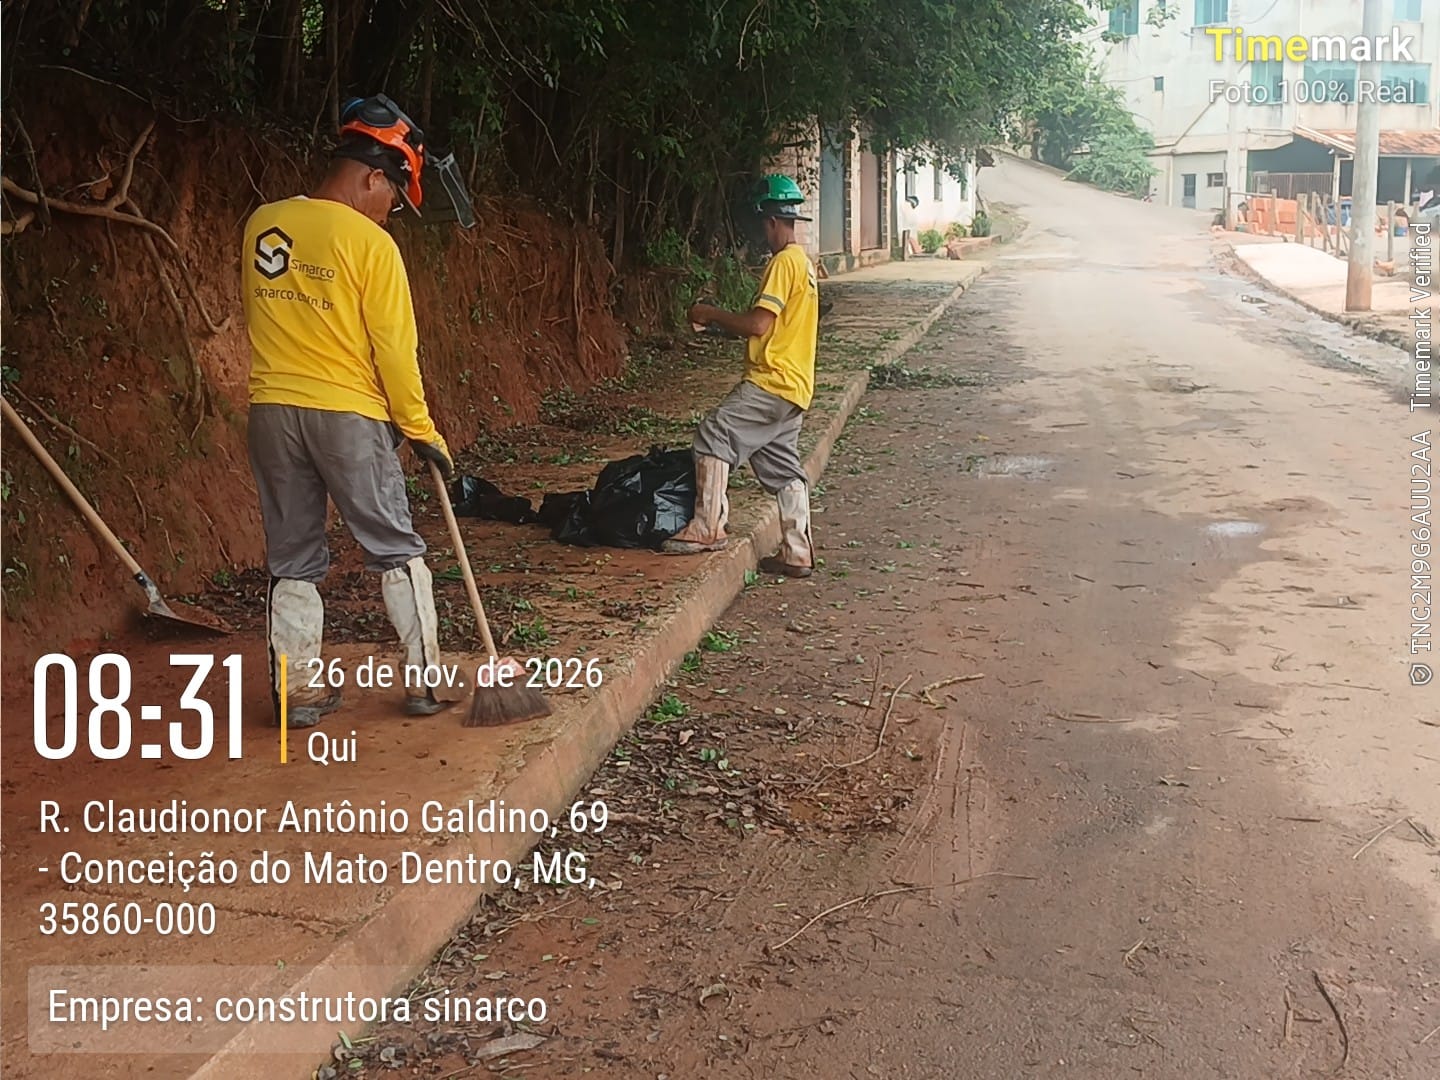 Timemark
Foto 100% Real
Sinarco
sinarco.com.br
08:31
26 de nov. de 2026
Qui
R. Claudionor Antônio Galdino, 69
- Conceição do Mato Dentro, MG,
35860-000
Empresa: construtora sinarco
TNC2M9G6AUU2AA Timemark Verified